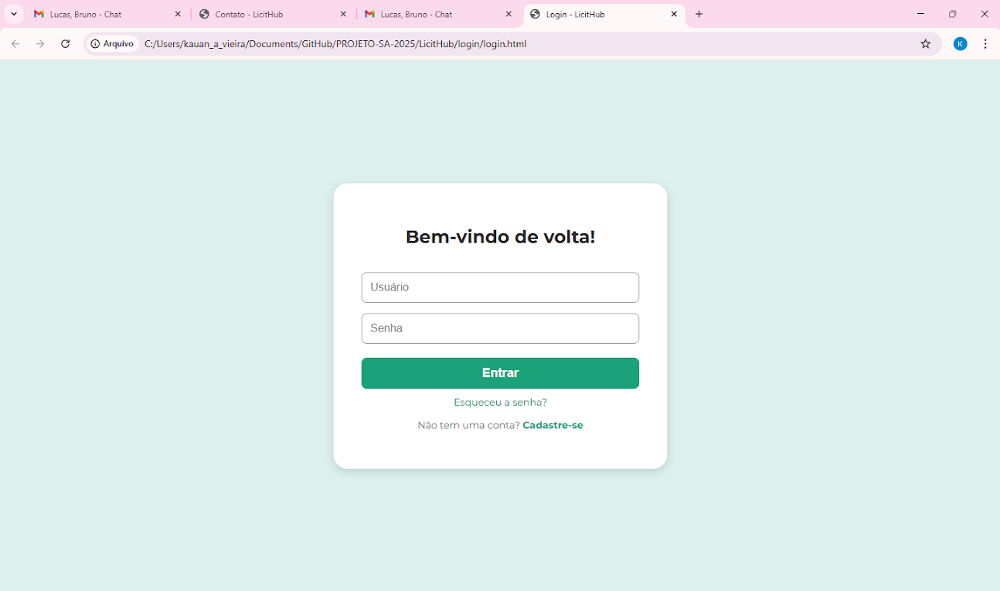 Lucas, Bruno - Chat
Contato - LicitHub
Lucas, Bruno - Chat
Login - LicitHub
Arquivo
C:/Users/kauan_a_vieira/Documents/GitHub/PROJETO-SA-2025/LicitHub/login/login.html
K
Bem-vindo de volta!
Usuário
Senha
Entrar
Esqueceu a senha?
Não tem uma conta? Cadastre-se